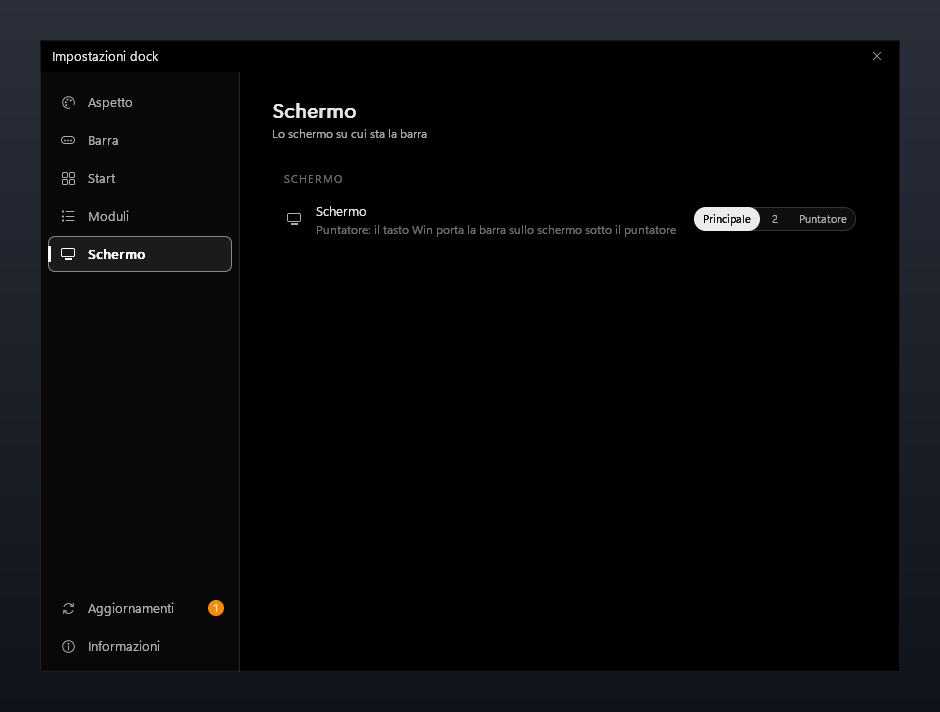 Impostazioni dock
Aspetto
Barra
Start
Moduli
Schermo
Aggiornamenti 1
Informazioni
Schermo
Lo schermo su cui sta la barra
SCHERMO
Schermo
Puntatore: il tasto Win porta la barra sullo schermo sotto il puntatore
Principale 2 Puntatore